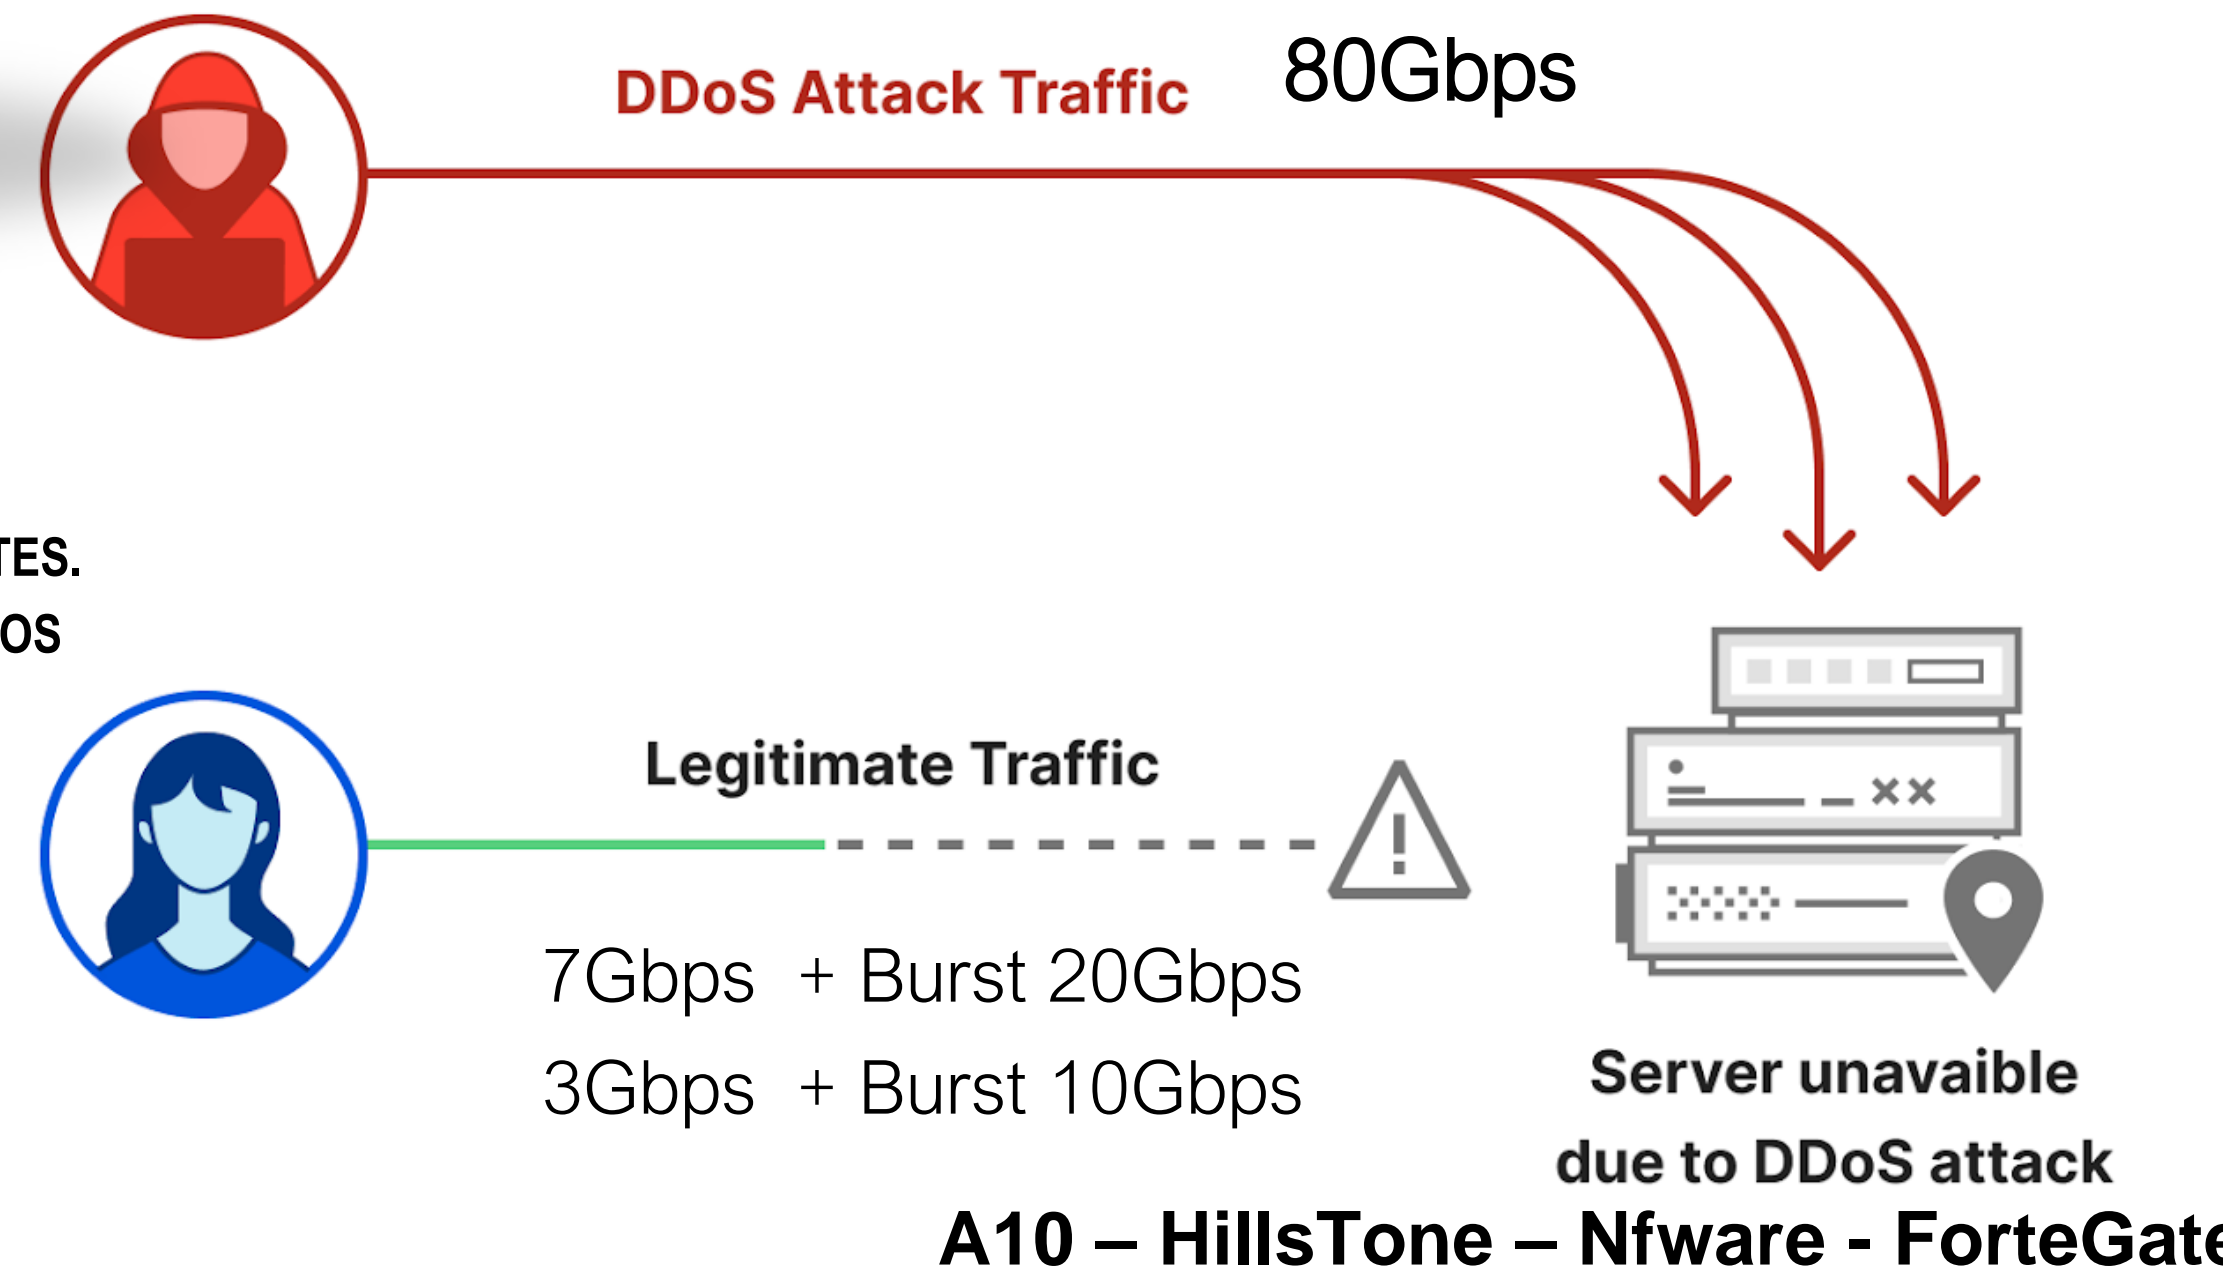 DDoS Attack Traffic 80Gbps
TES.
OS
Legitimate Traffic
7Gbps + Burst 20Gbps
3Gbps + Burst 10Gbps
Server unavaible
due to DDoS attack
A10 – HillsTone – Nfware - ForteGate